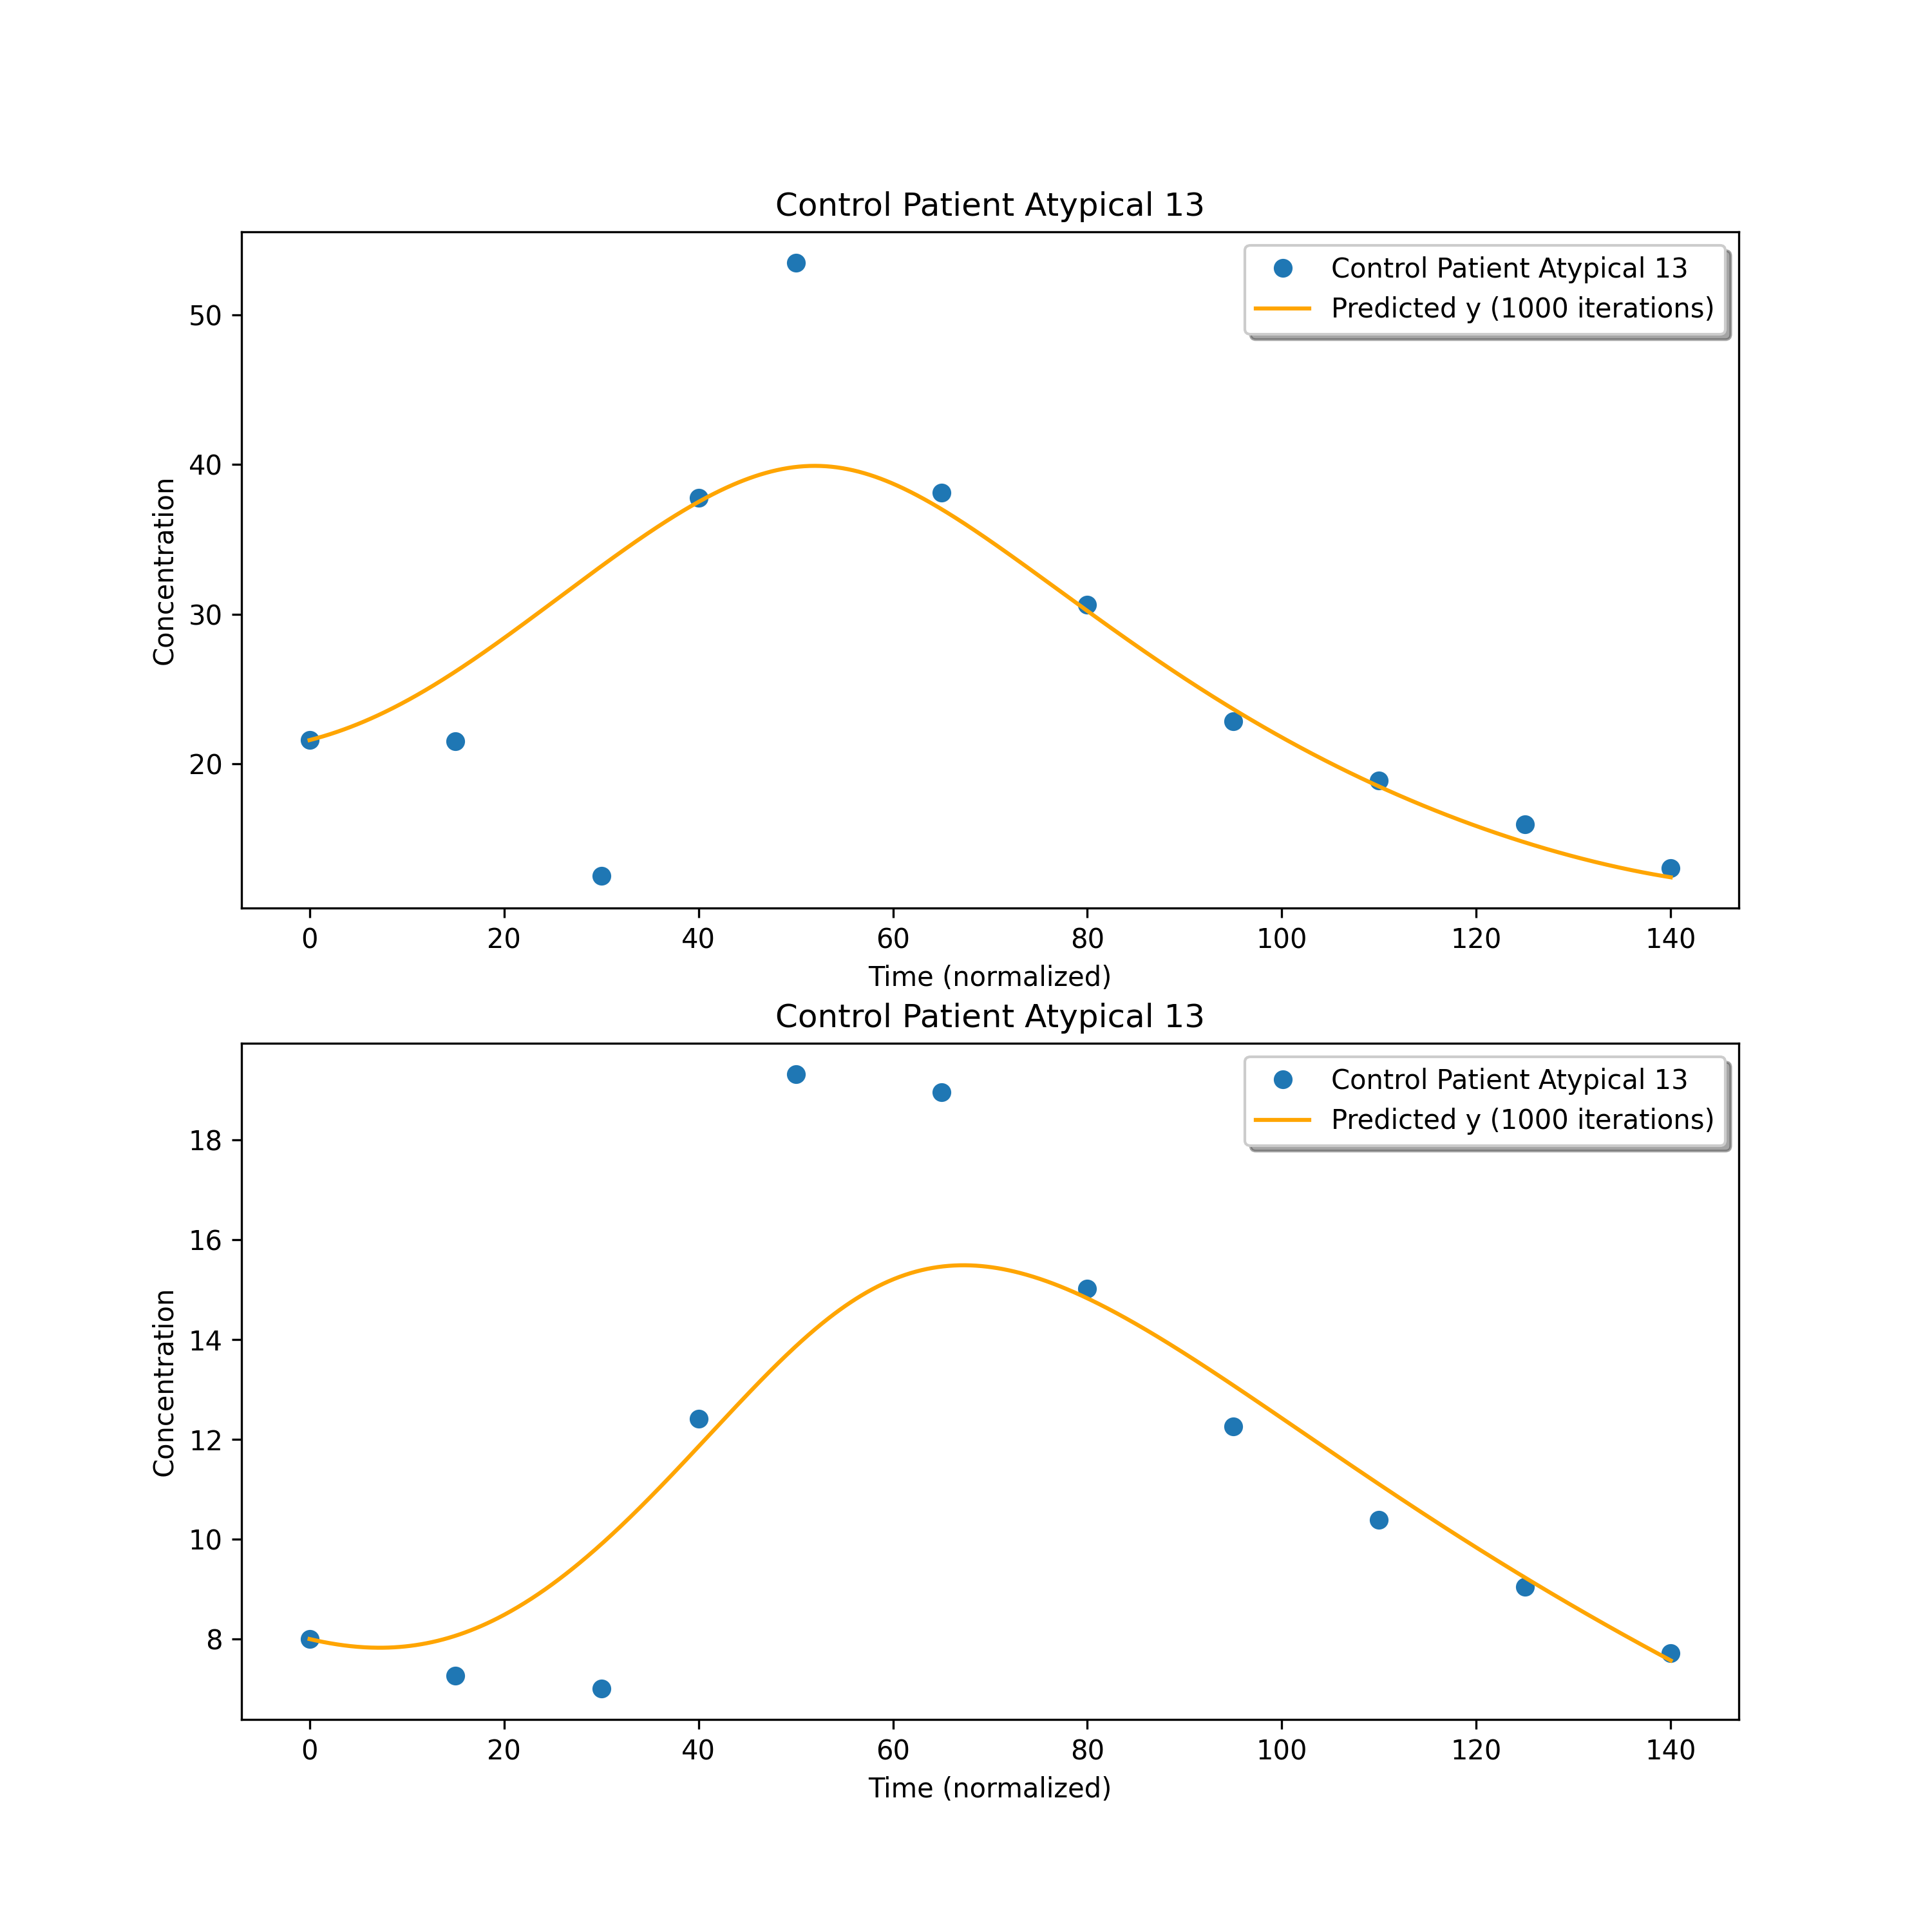 Control Patient Atypical 13
Control Patient Atypical 13
Predicted y (1000 iterations)
50
40
30
20
Concentration
0 20 40 60 80 100 120 140
Time (normalized)
Control Patient Atypical 13
Control Patient Atypical 13
Predicted y (1000 iterations)
18
16
14
12
10
8
Concentration
0 20 40 60 80 100 120 140
Time (normalized)